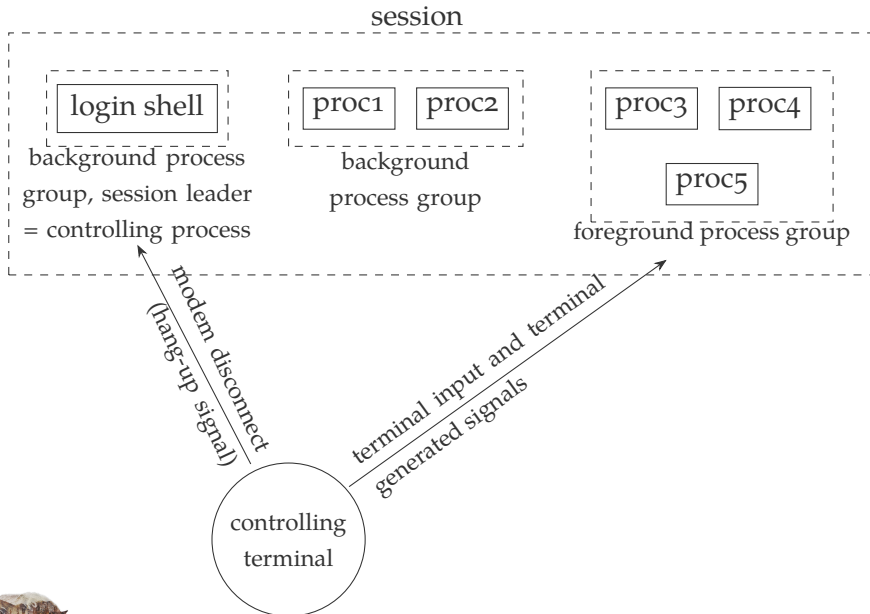 session
login shell
proc1
proc2
proc3
proc4
proc5
background process
group, session leader
= controlling process
background
process group
foreground process group
modem disconnect
(hang-up signal)
terminal input and terminal
generated signals
controlling
terminal